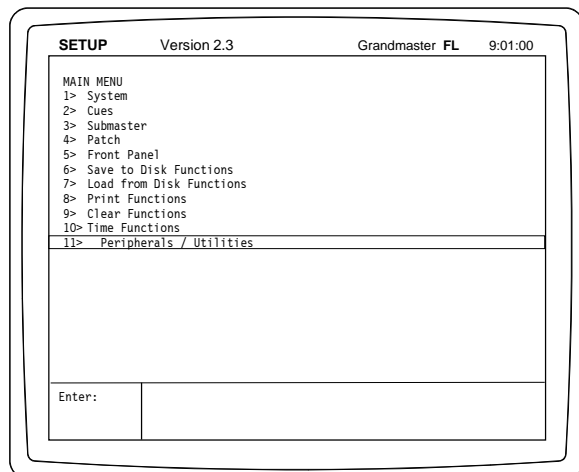 SETUP Version 2.3 Grandmaster FL 9:01:00
MAIN MENU
1> System
2> Cues
3> Submaster
4> Patch
5> Front Panel
6> Save to Disk Functions
7> Load from Disk Functions
8> Print Functions
9> Clear Functions
10> Time Functions
11> Peripherals / Utilities
Enter: